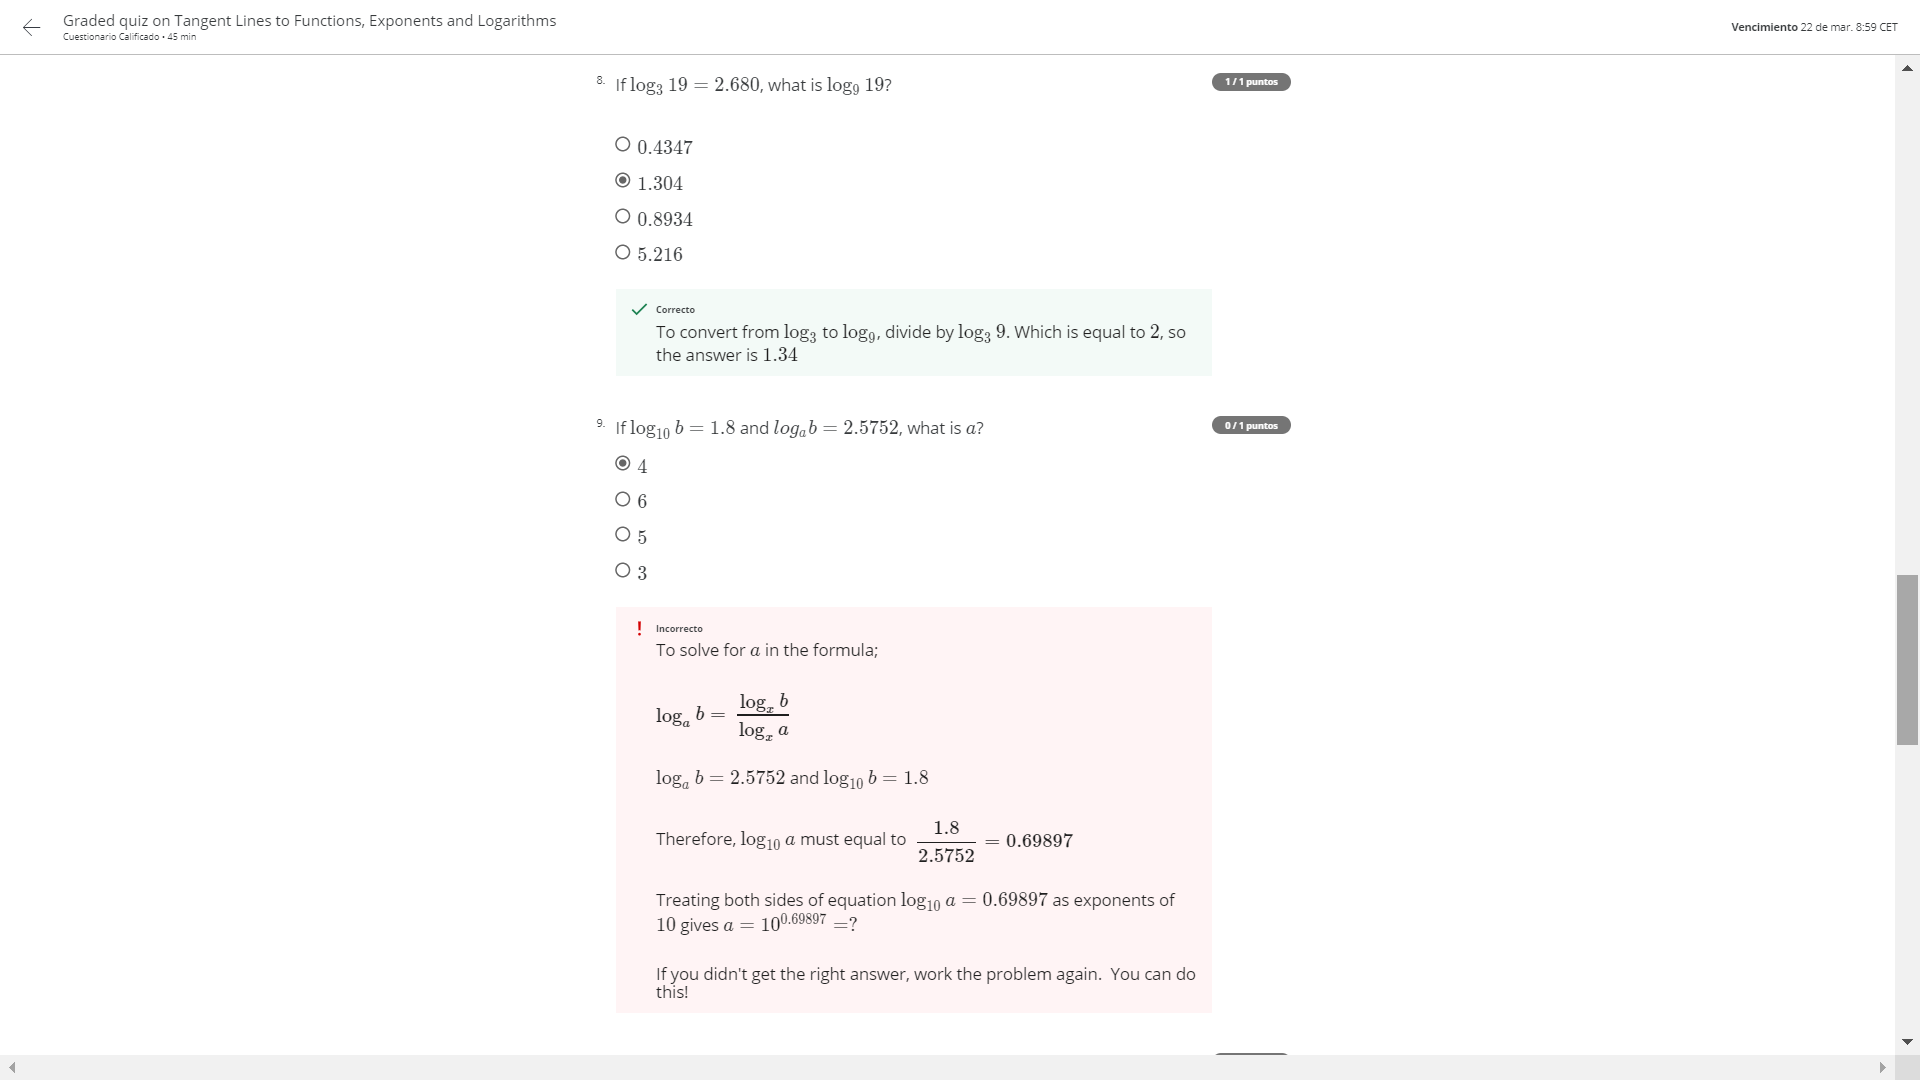 Graded quiz on Tangent Lines to Functions, Exponents and Logarithms
Cuestionario Calificado • 45 min
Vencimiento 22 de mar. 8:59 CET
8. If log₃ 19 = 2.680, what is log₉ 19?
1 / 1 puntos
0.4347
1.304
0.8934
5.216
Correcto
To convert from log₃ to log₉, divide by log₃ 9. Which is equal to 2, so
the answer is 1.34
9. If log₁₀ b = 1.8 and logₐb = 2.5752, what is a?
0 / 1 puntos
4
6
5
3
Incorrecto
To solve for a in the formula;
logₐ b = logₓ b / logₓ a
logₐ b = 2.5752 and log₁₀ b = 1.8
Therefore, log₁₀ a must equal to 1.8 / 2.5752 = 0.69897
Treating both sides of equation log₁₀ a = 0.69897 as exponents of
10 gives a = 10^0.69897 =?
If you didn't get the right answer, work the problem again. You can do
this!